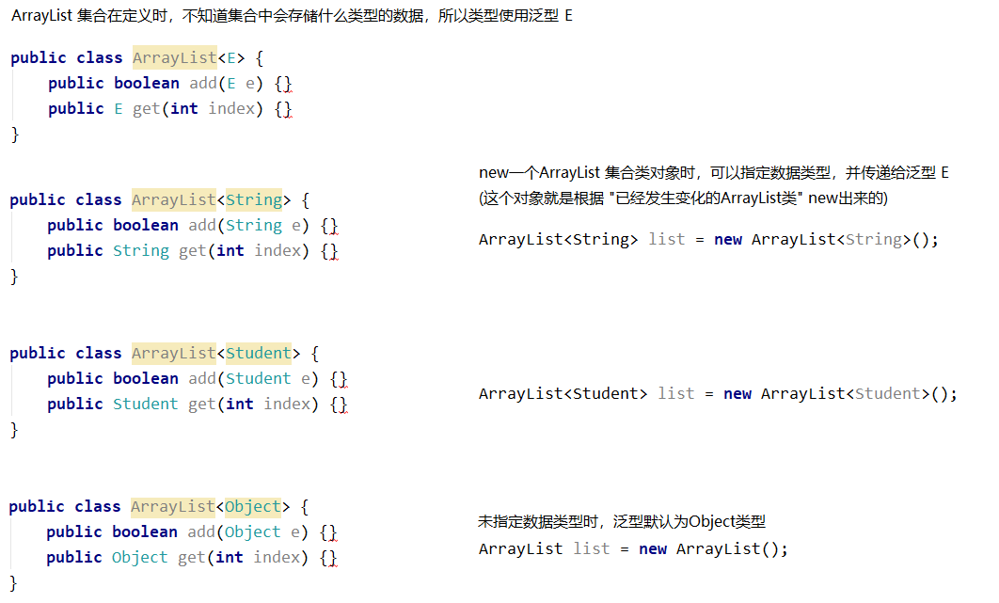 ArrayList 集合在定义时，不知道集合中会存储什么类型的数据，所以类型使用泛型 E
public class ArrayList<E> {
public boolean add(E e) {}
public E get(int index) {}
}
new一个ArrayList 集合类对象时，可以指定数据类型，并传递给泛型 E
(这个对象就是根据 "已经发生变化的ArrayList类" new出来的)
public class ArrayList<String> {
public boolean add(String e) {}
public String get(int index) {}
}
ArrayList<String> list = new ArrayList<String>();
public class ArrayList<Student> {
public boolean add(Student e) {}
public Student get(int index) {}
}
ArrayList<Student> list = new ArrayList<Student>();
public class ArrayList<Object> {
public boolean add(Object e) {}
public Object get(int index) {}
}
未指定数据类型时，泛型默认为Object类型
ArrayList list = new ArrayList();